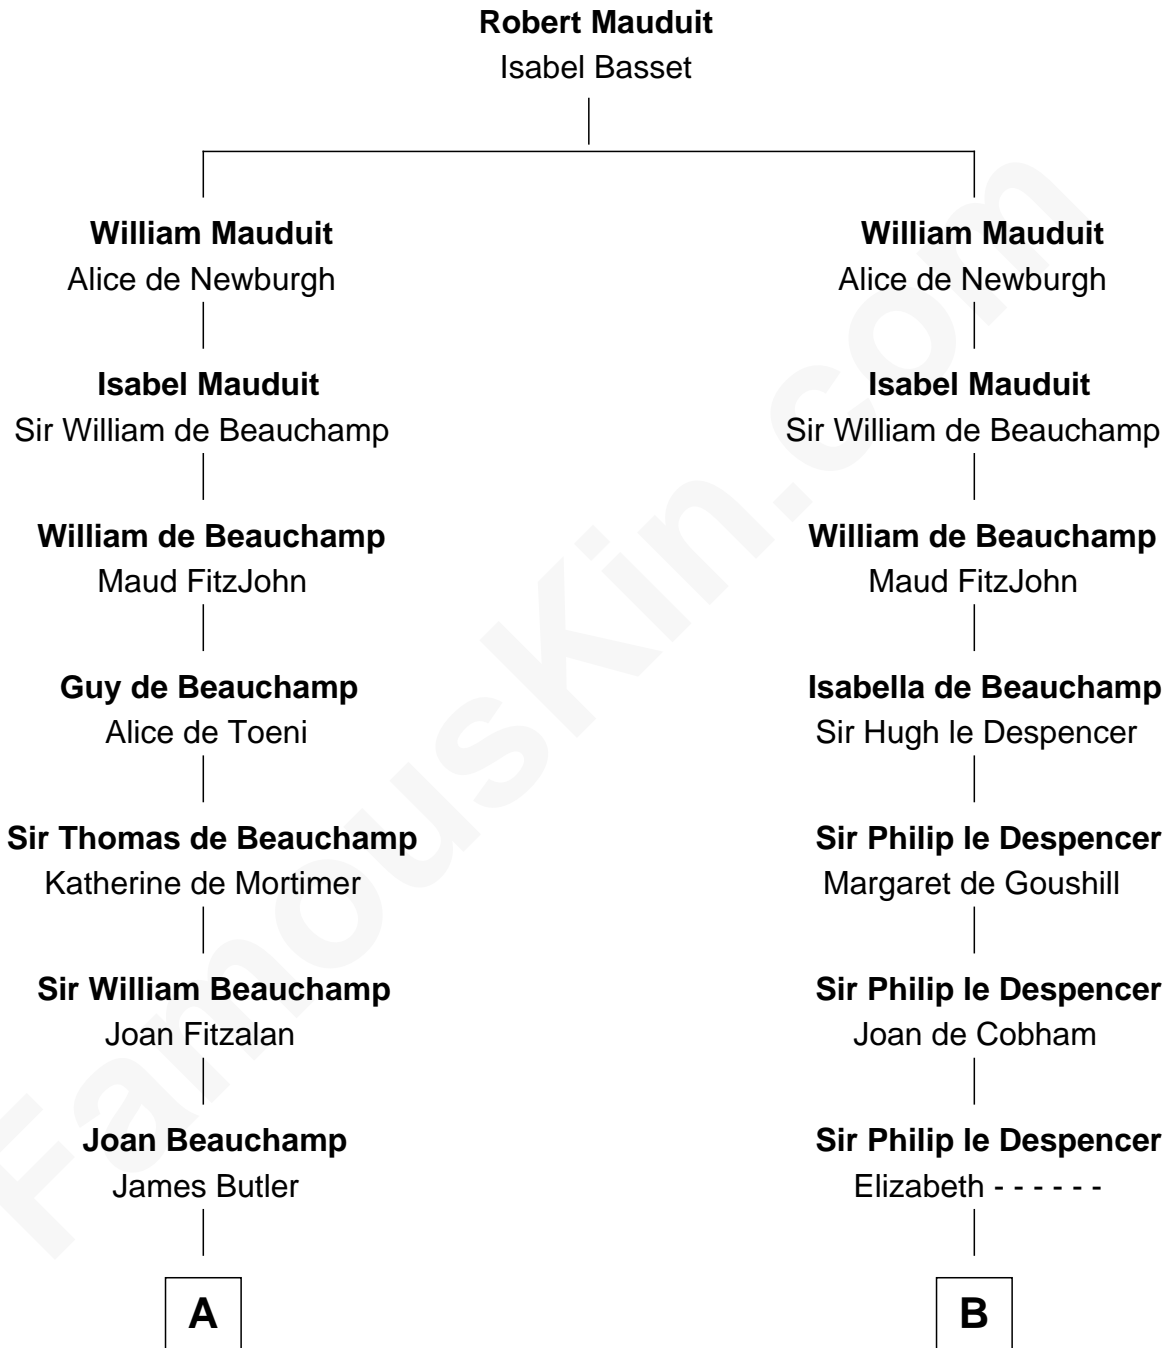 Robert Mauduit
Isabel Basset
William Mauduit
Alice de Newburgh
William Mauduit
Alice de Newburgh
Isabel Mauduit
Sir William de Beauchamp
Isabel Mauduit
Sir William de Beauchamp
William de Beauchamp
Maud FitzJohn
William de Beauchamp
Maud FitzJohn
Guy de Beauchamp
Alice de Toeni
Isabella de Beauchamp
Sir Hugh le Despencer
Sir Thomas de Beauchamp
Katherine de Mortimer
Sir Philip le Despencer
Margaret de Goushill
Sir William Beauchamp
Joan Fitzalan
Sir Philip le Despencer
Joan de Cobham
Joan Beauchamp
James Butler
Sir Philip le Despencer
Elizabeth - - - - - -
A
B
FamousKin.com